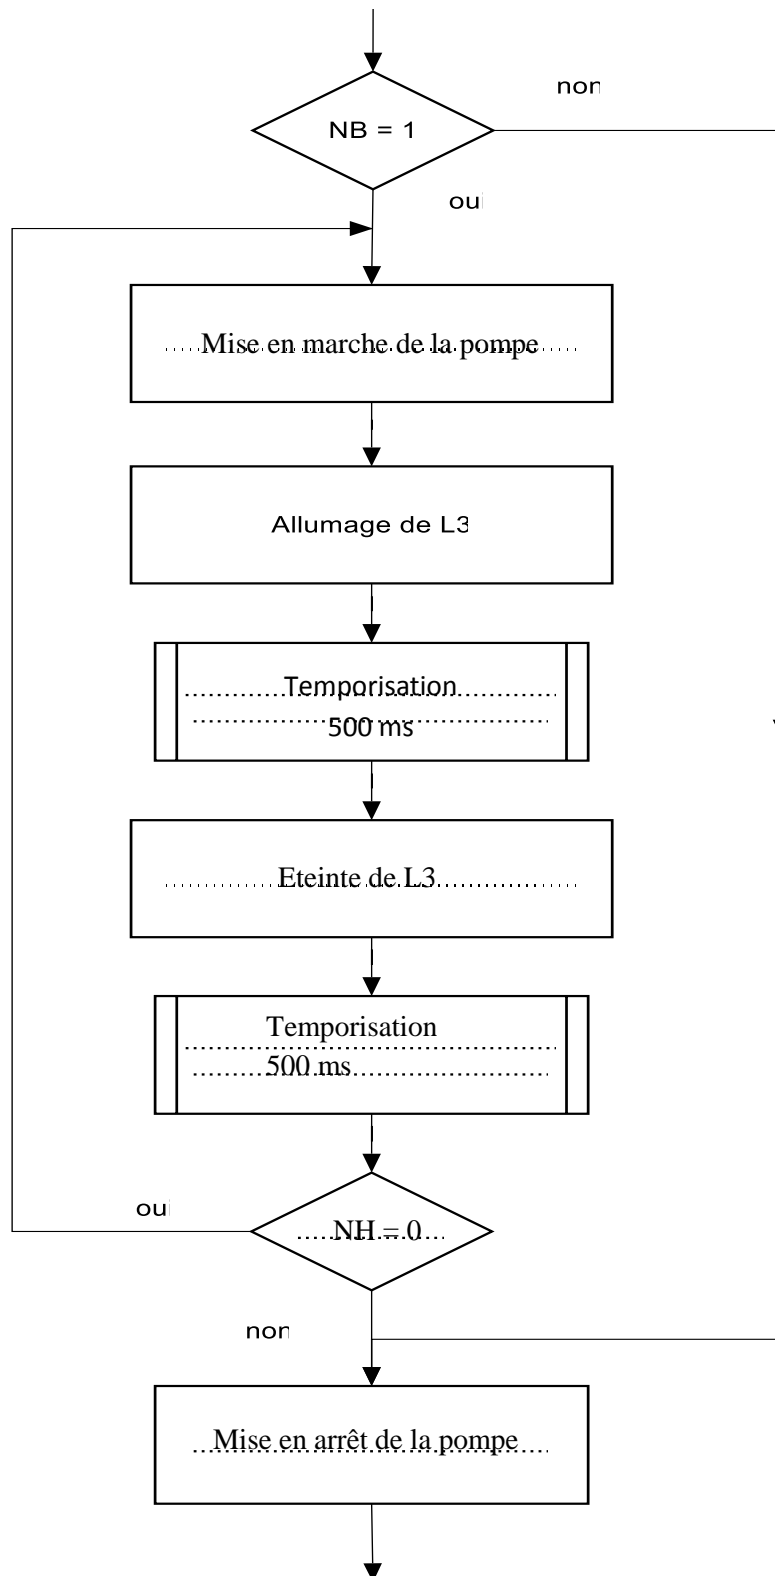 non
NB = 1
oui
Mise en marche de la pompe
Allumage de L3
Temporisation
500 ms
Eteinte de L3
Temporisation
500 ms
oui
NH = 0
non
Mise en arrêt de la pompe